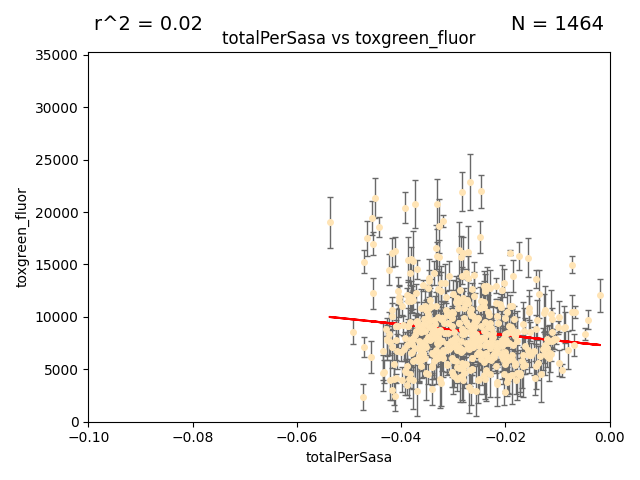 r^2 = 0.02
N = 1464
totalPerSasa vs toxgreen_fluor
35000
30000
25000
20000
15000
10000
5000
0
toxgreen_fluor
−0.10
−0.08
−0.06
−0.04
−0.02
0.00
totalPerSasa